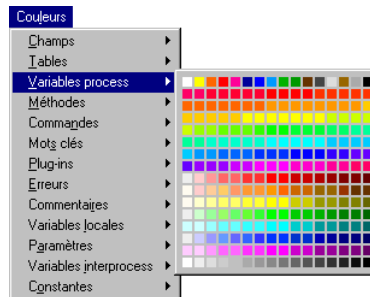 Couleurs
Champs
Tables
Variables process
Méthodes
Commandes
Mots clés
Plug-ins
Erreurs
Commentaires
Variables locales
Paramètres
Variables interprocess
Constantes